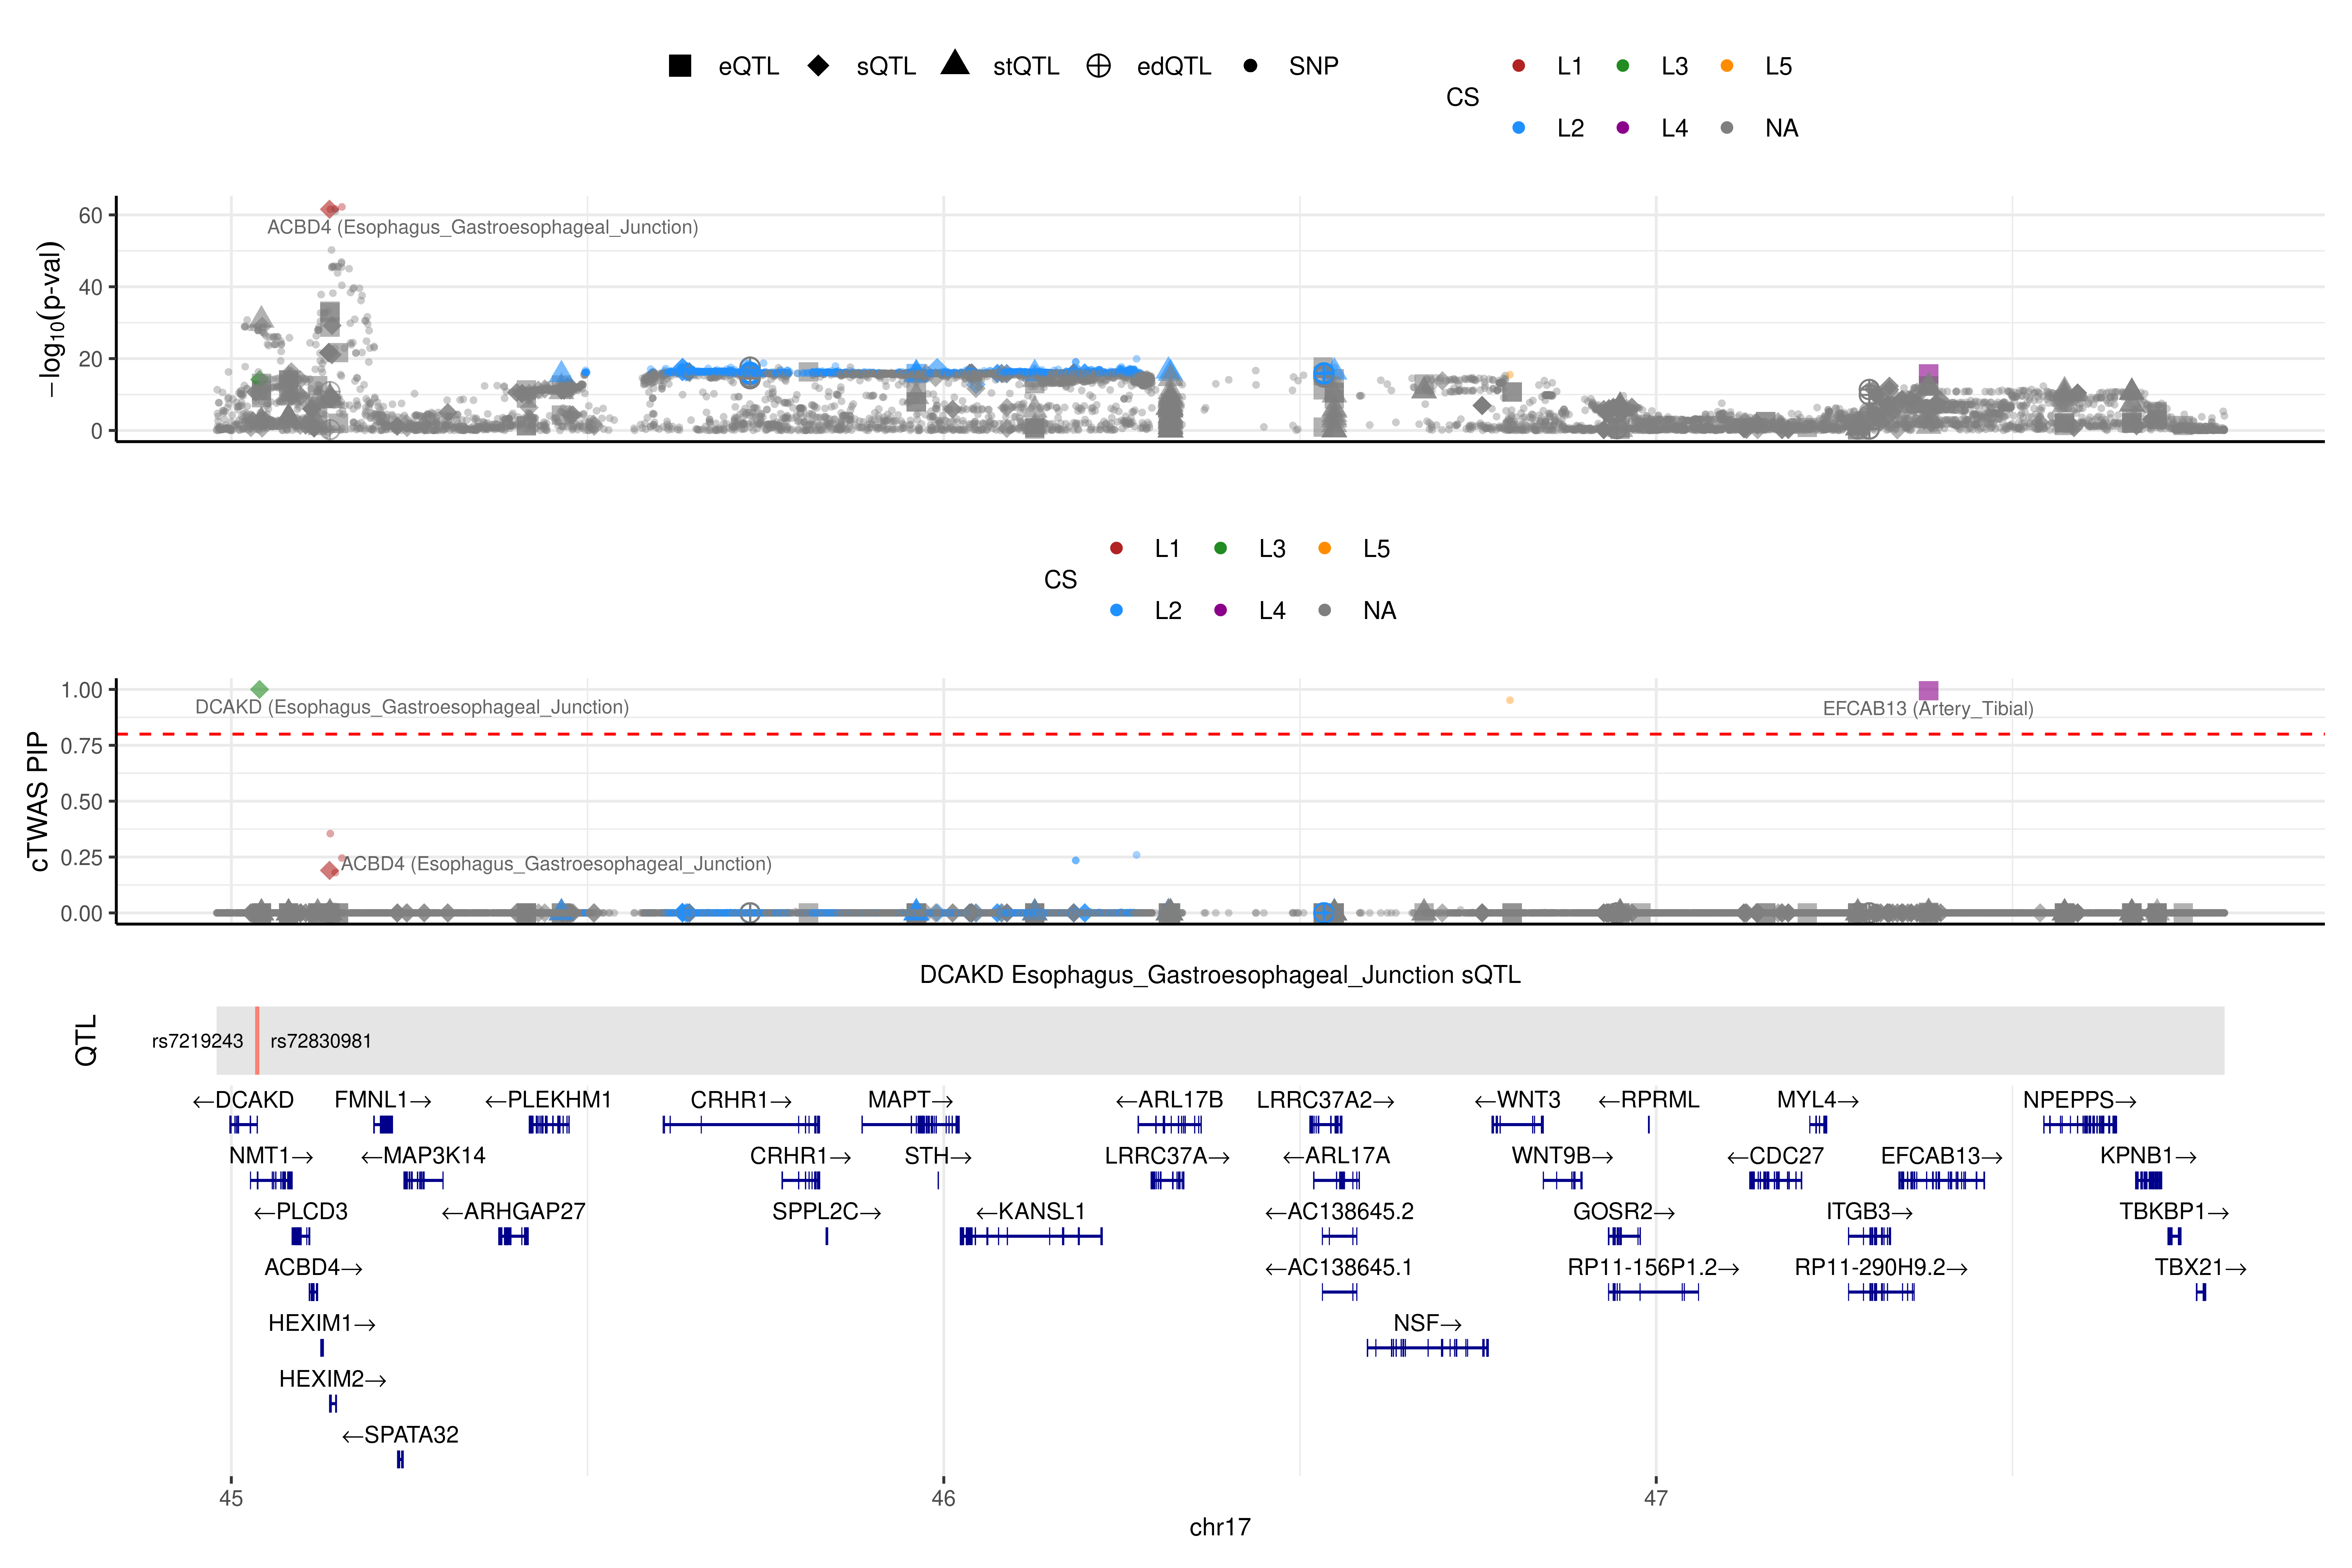 eQTL sQTL stQTL edQTL SNP
CS
L1 L3 L5
L2 L4 NA
−log10(p-val)
60
40
20
0
ACBD4 (Esophagus_Gastroesophageal_Junction)
CS
L1 L3 L5
L2 L4 NA
cTWAS PIP
1.00
0.75
0.50
0.25
0.00
DCAKD (Esophagus_Gastroesophageal_Junction)
EFCAB13 (Artery_Tibial)
ACBD4 (Esophagus_Gastroesophageal_Junction)
DCAKD Esophagus_Gastroesophageal_Junction sQTL
QTL
rs7219243 rs72830981
←DCAKD FMNL1→ ←PLEKHM1 CRHR1→ MAPT→ ←ARL17B LRRC37A2→ ←WNT3 ←RPRML MYL4→ NPEPPS→
NMT1→ ←MAP3K14 CRHR1→ STH→ LRRC37A→ ←ARL17A WNT9B→ ←CDC27 EFCAB13→ KPNB1→
←PLCD3 ←ARHGAP27 SPPL2C→ ←KANSL1 ←AC138645.2 GOSR2→ ITGB3→ TBKBP1→
ACBD4→ ←AC138645.1 RP11-156P1.2→ RP11-290H9.2→ TBX21→
HEXIM1→ NSF→
HEXIM2→
←SPATA32
45 46 47
chr17